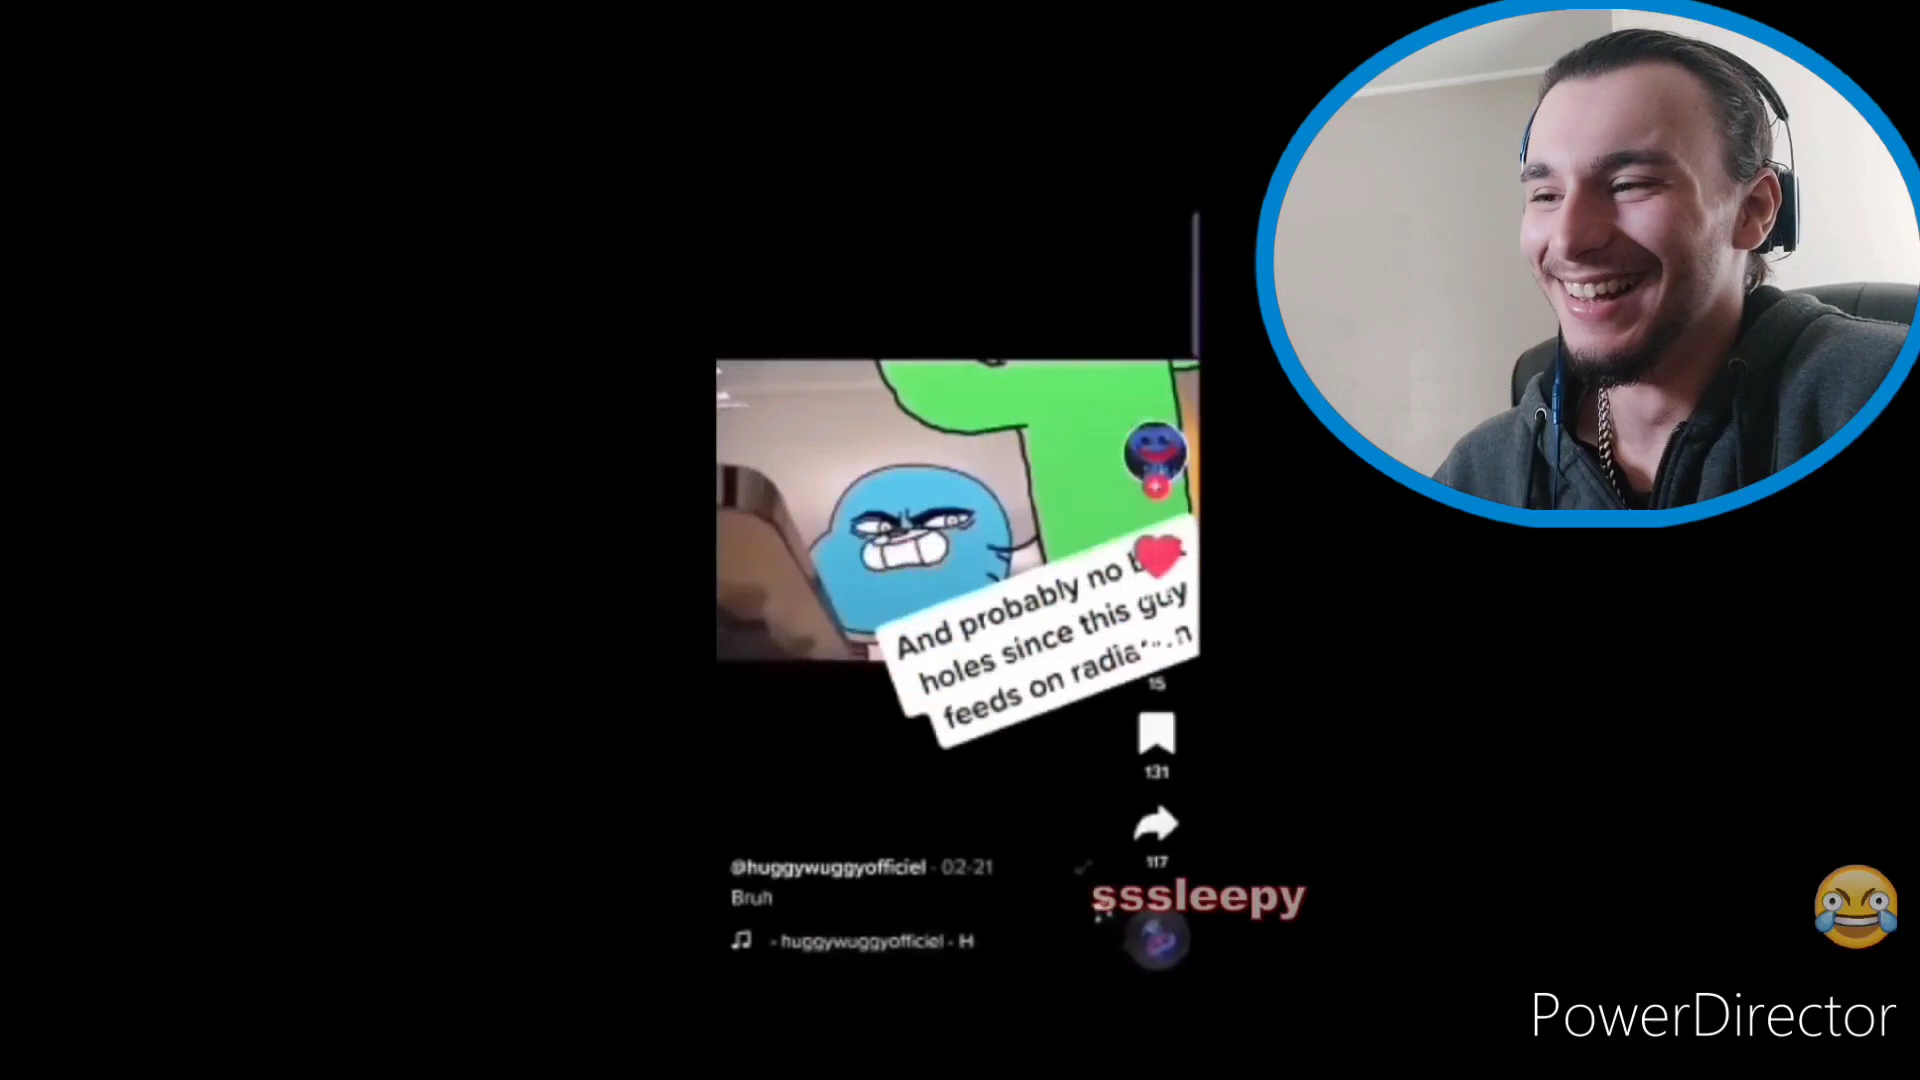 And probably no
holes since this guy
feeds on
15
131
117
@huggywuggyofficiel · 02-21
Bruh
sssleepy
- huggywuggyofficiel - H
PowerDirector